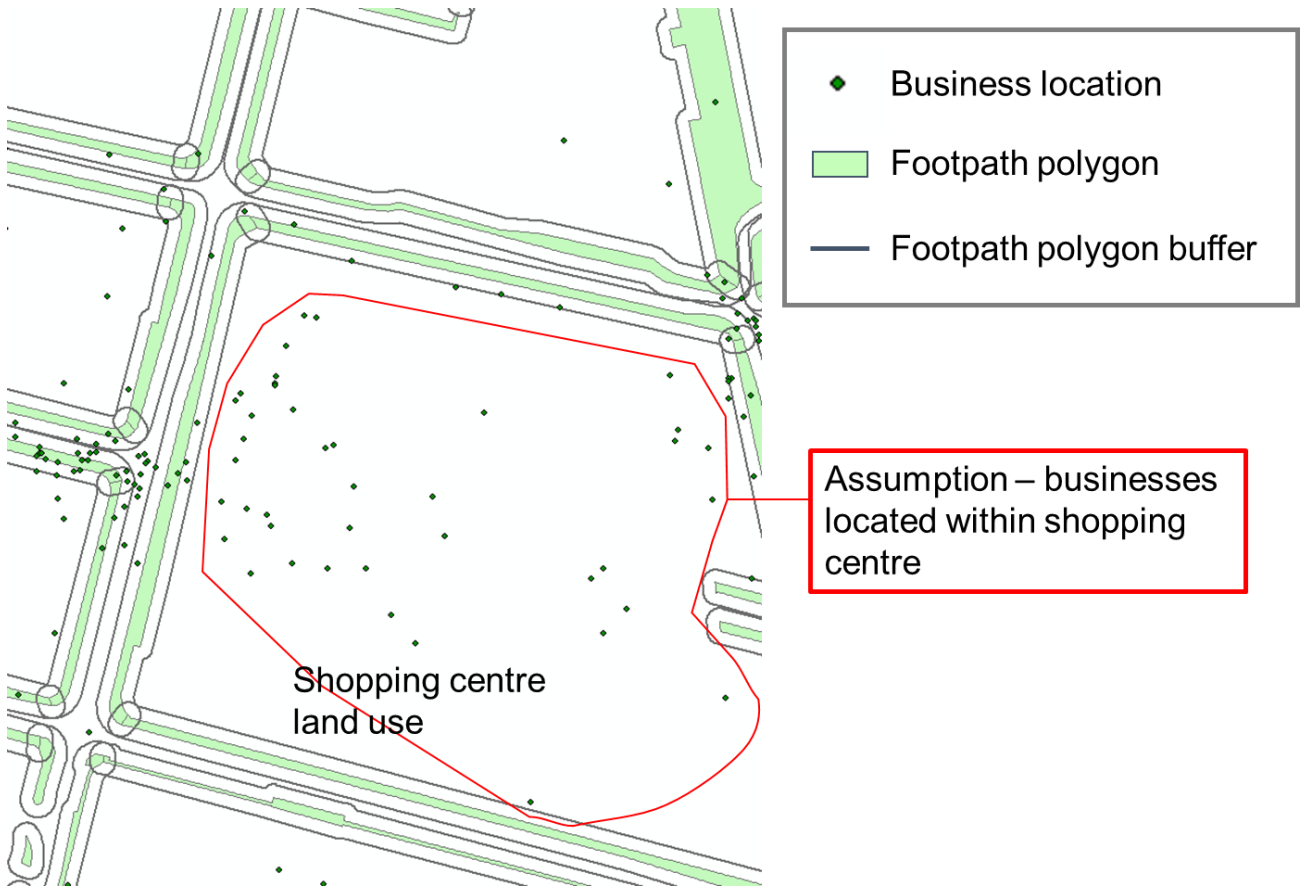 Business location
Footpath polygon
Footpath polygon buffer
Assumption – businesses
located within shopping
centre
Shopping centre
land use